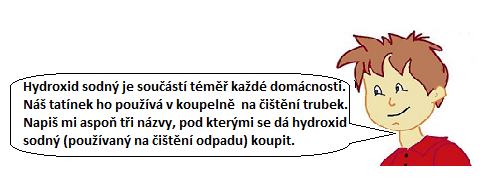 Hydroxid sodný je součástí téměř každé domácnosti.
Náš tatínek ho používá v koupelně na čištění trubek.
Napiš mi aspoň tři názvy, pod kterými se dá hydroxid
sodný (používaný na čištění odpadu) koupit.